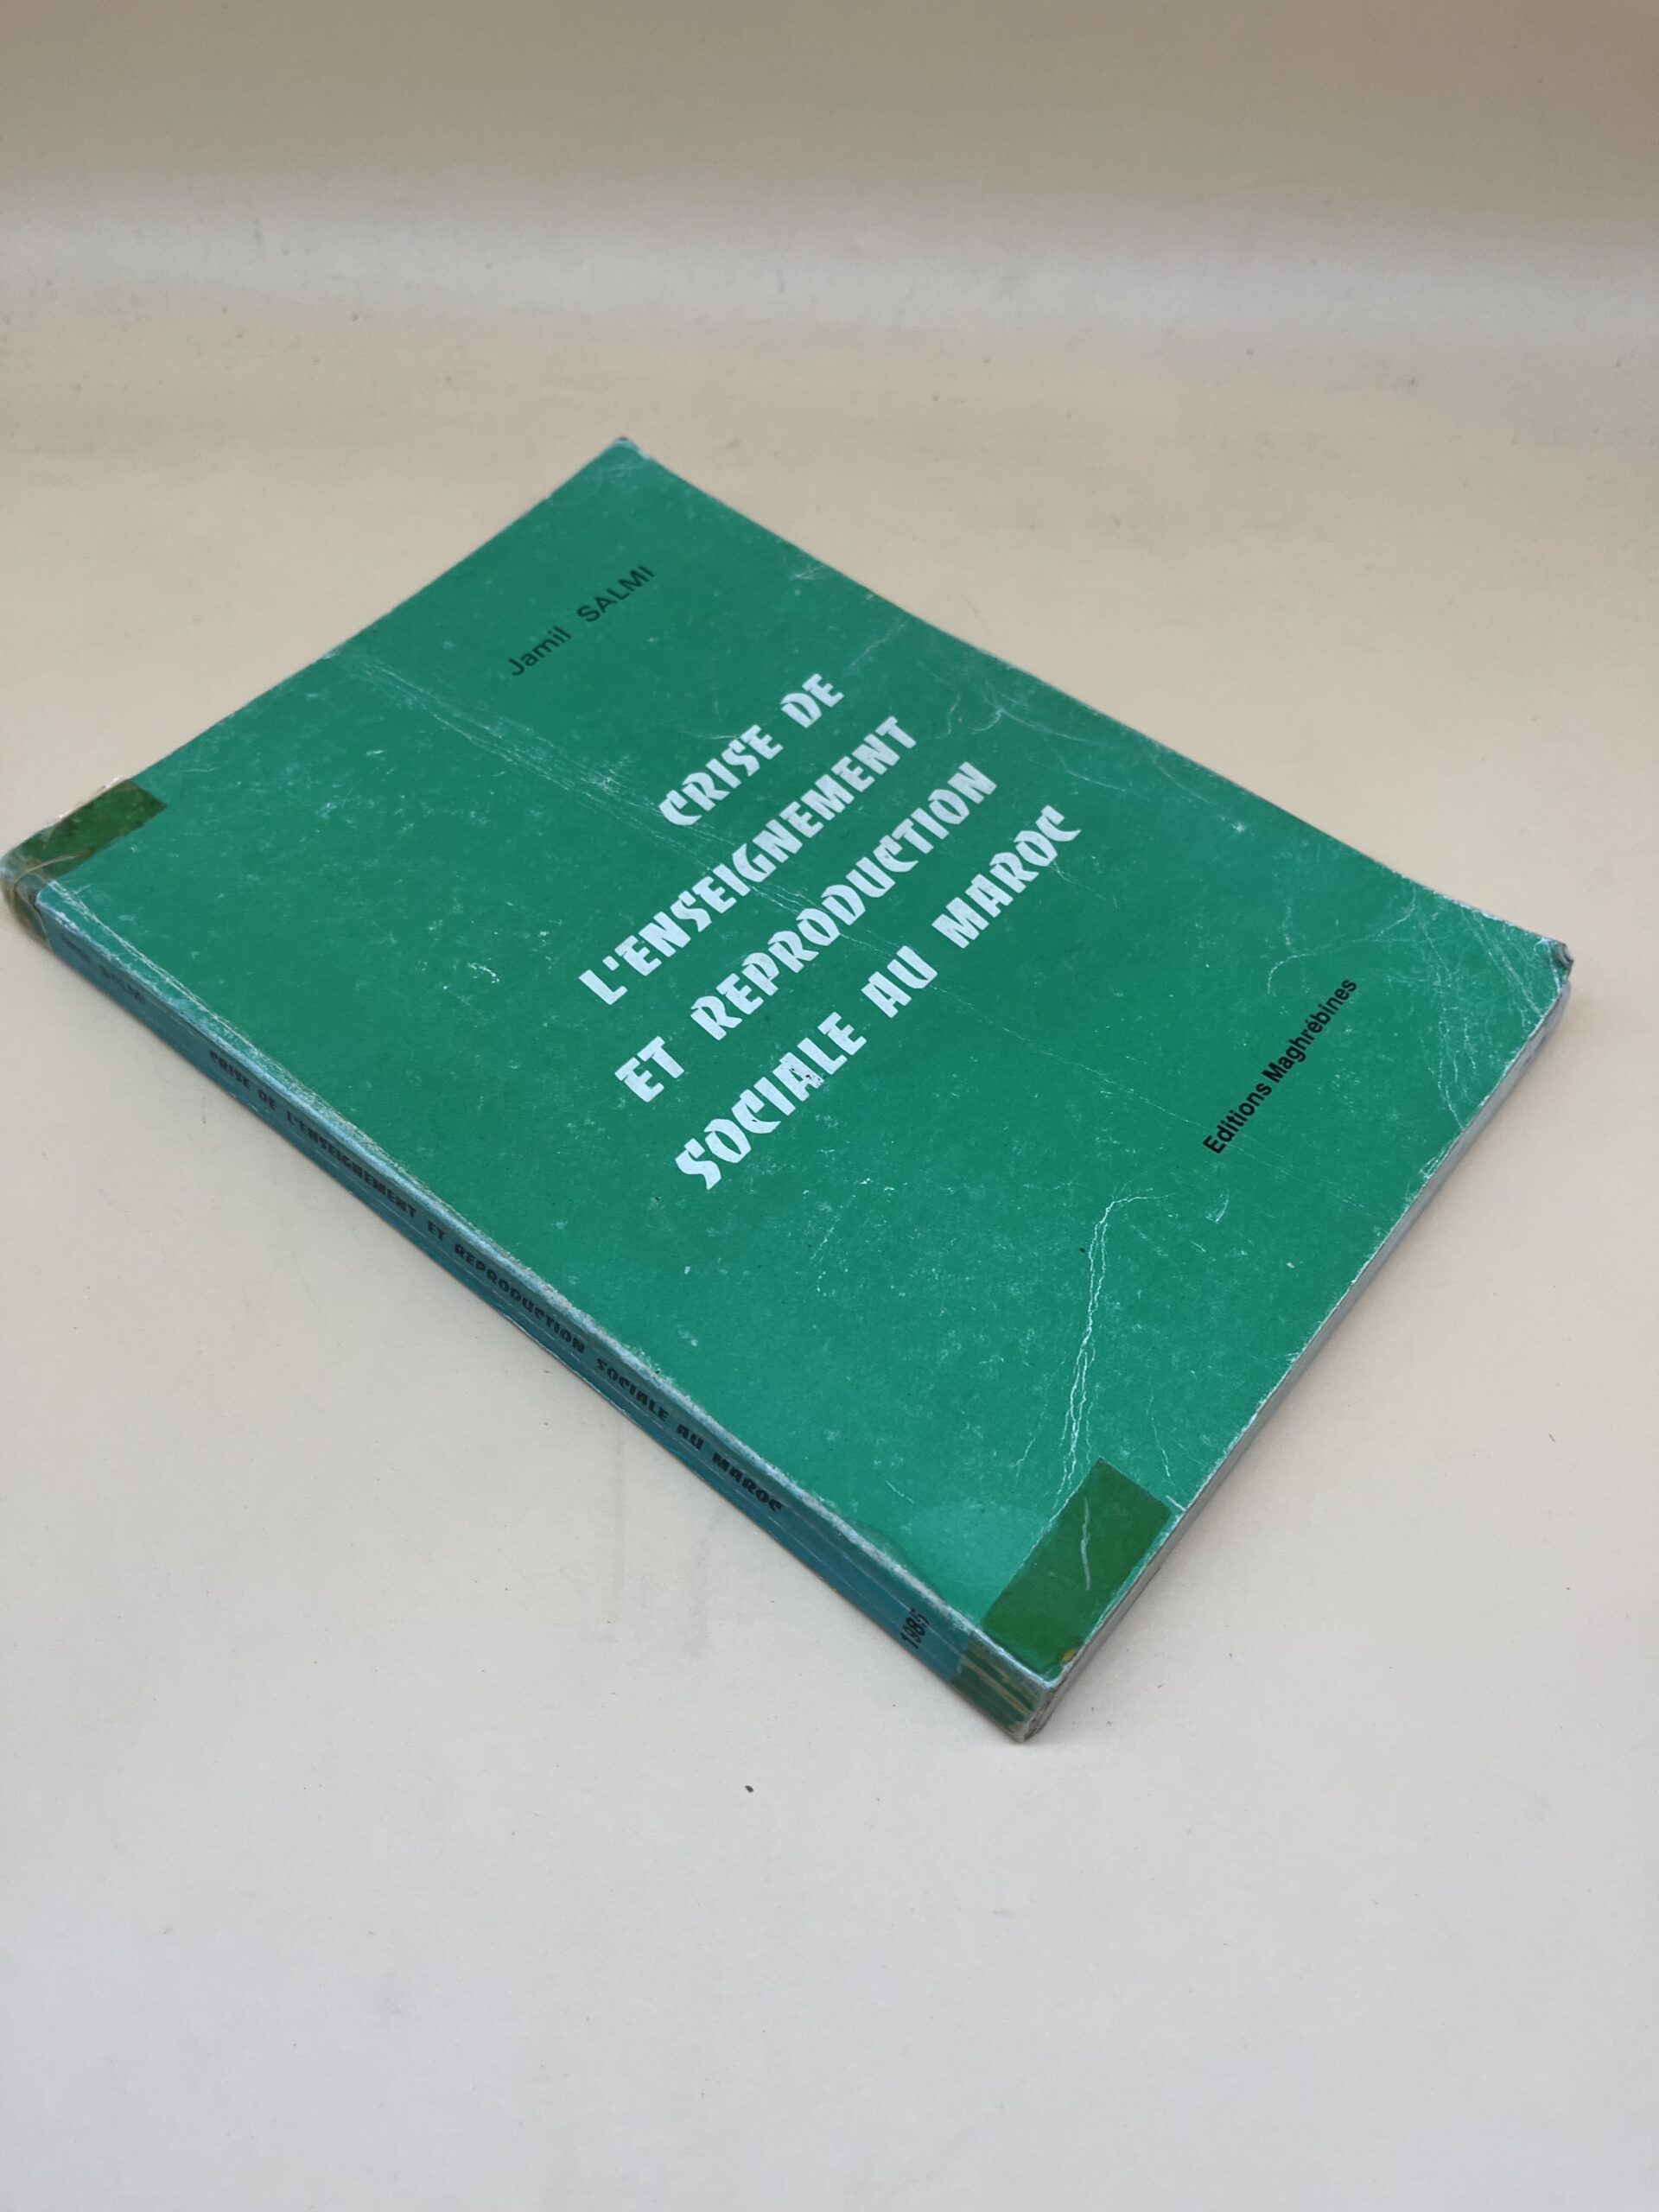 Jamil SALMI
CRISE DE
L'ENSEIGNEMENT
ET REPRODUCTION
SOCIALE AU MAROC
Editions Maghrébines
CRISE DE L'ENSEIGNEMENT ET REPRODUCTION SOCIALE AU MAROC
1985